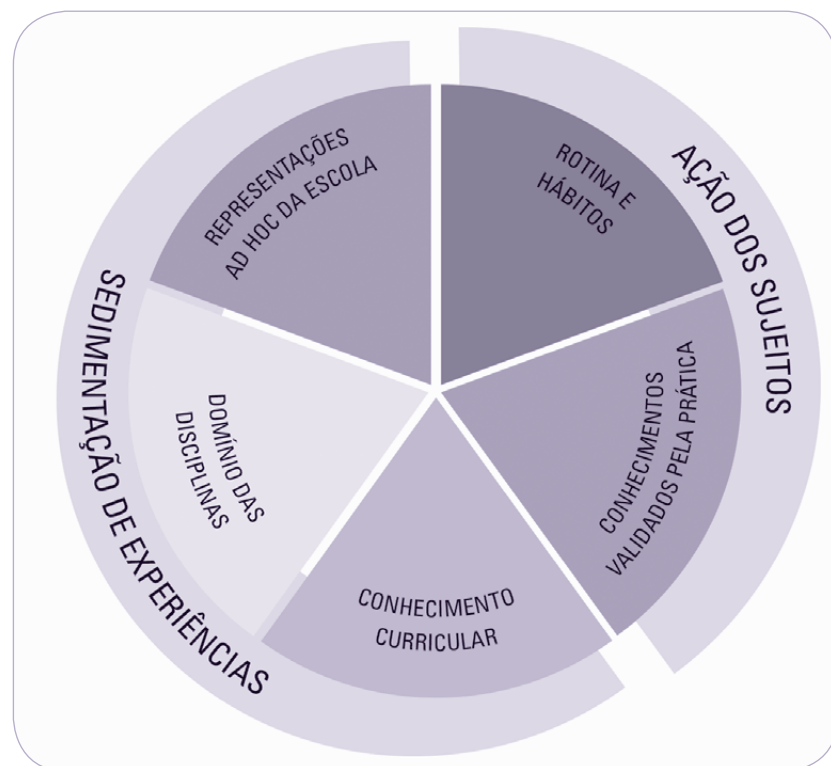 REPRESENTAÇÕES
AD HOC DA ESCOLA
ROTINA E
HÁBITOS
AÇÃO DOS SUJEITOS
CONHECIMENTOS
VALIDADOS PELA PRÁTICA
CONHECIMENTO
CURRICULAR
DOMÍNIO DAS
DISCIPLINAS
SEDIMENTAÇÃO DE EXPERIÊNCIAS